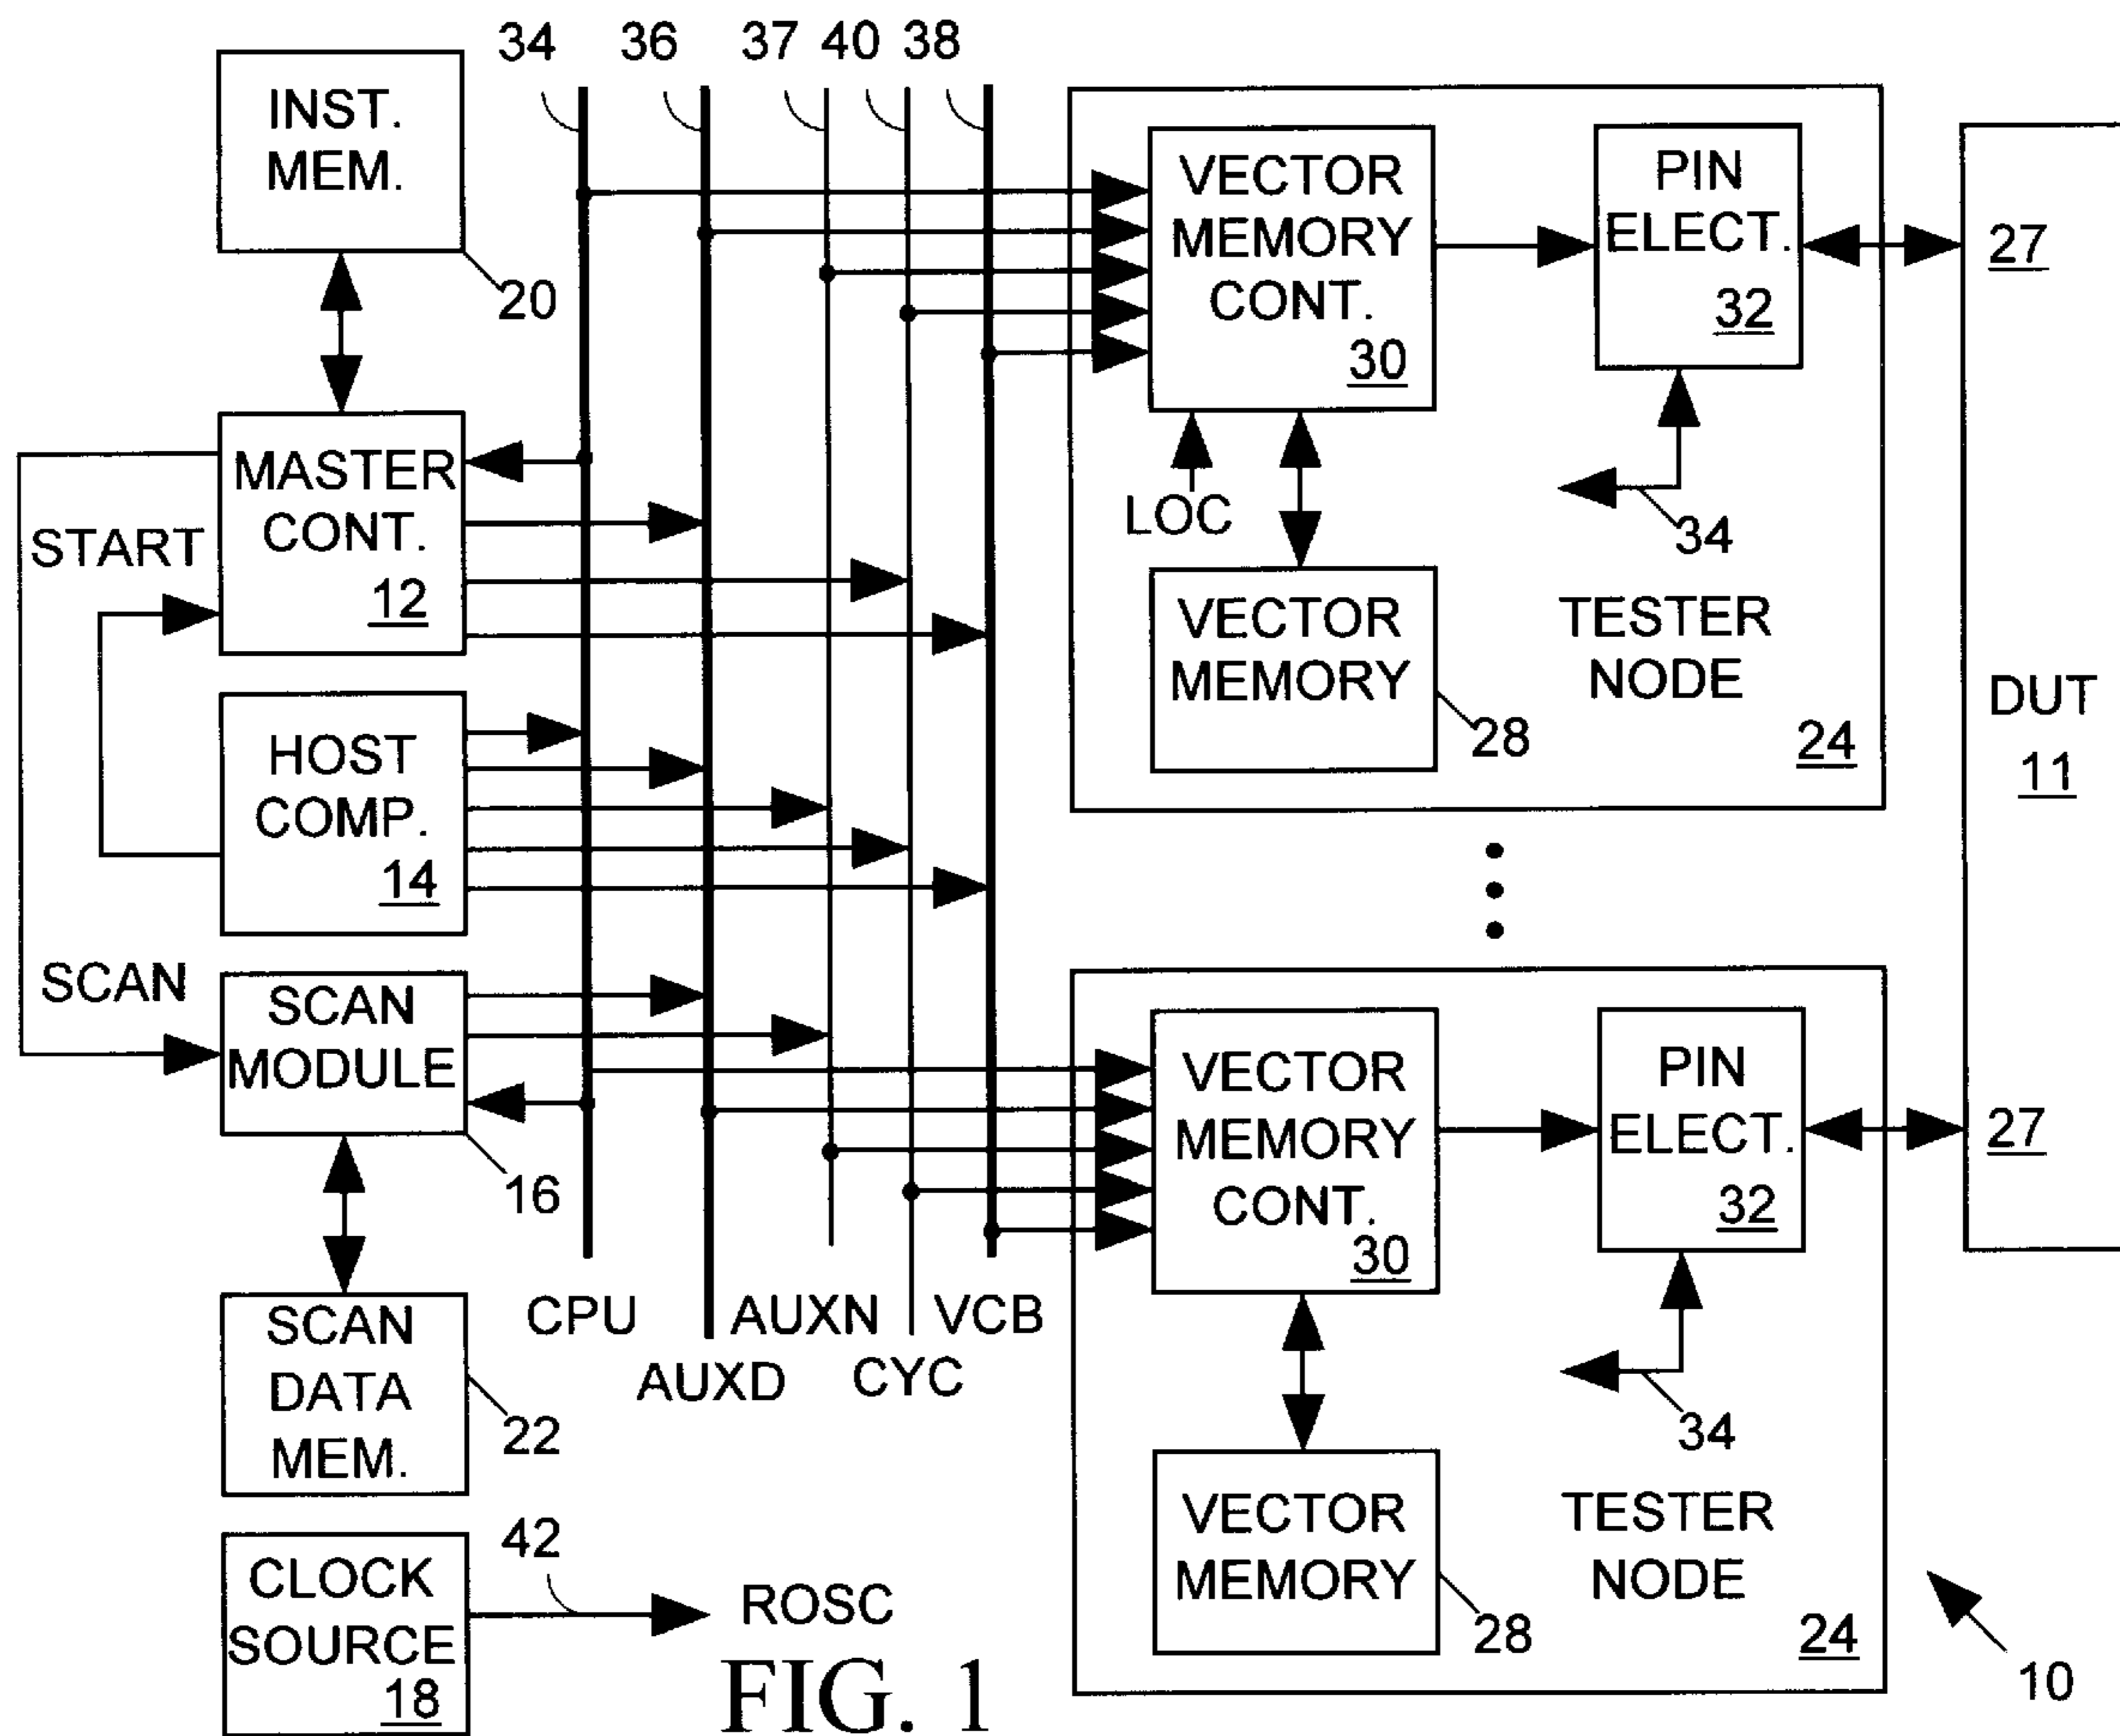 34 36 37 40 38
INST.
MEM.
20
MASTER
CONT.
12
START
HOST
COMP.
14
SCAN
SCAN
MODULE
16
SCAN
DATA
MEM.
22
CLOCK
SOURCE
18
42
ROSC
CPU
AUXD
AUXN
CYC
VCB
VECTOR
MEMORY
CONT.
30
PIN
ELECT.
32
27
LOC
34
VECTOR
MEMORY
28
TESTER
NODE
24
DUT
11
VECTOR
MEMORY
CONT.
30
PIN
ELECT.
32
27
34
VECTOR
MEMORY
28
TESTER
NODE
24
10
FIG. 1